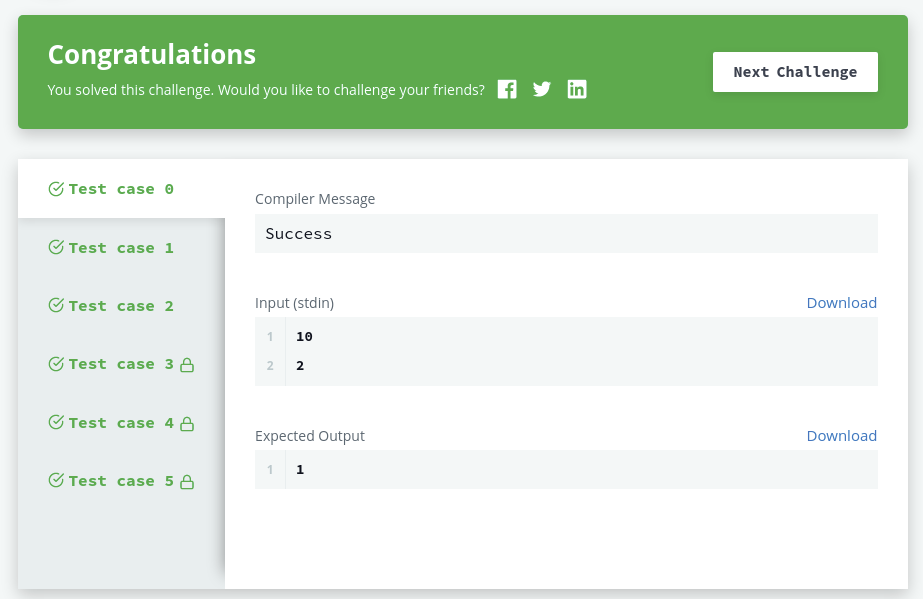 Congratulations
You solved this challenge. Would you like to challenge your friends?
Next Challenge
Test case 0
Test case 1
Test case 2
Test case 3
Test case 4
Test case 5
Compiler Message
Success
Input (stdin) Download
1 10
2 2
Expected Output Download
1 1